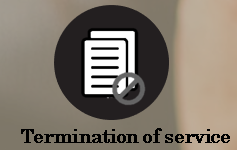 Termination of service